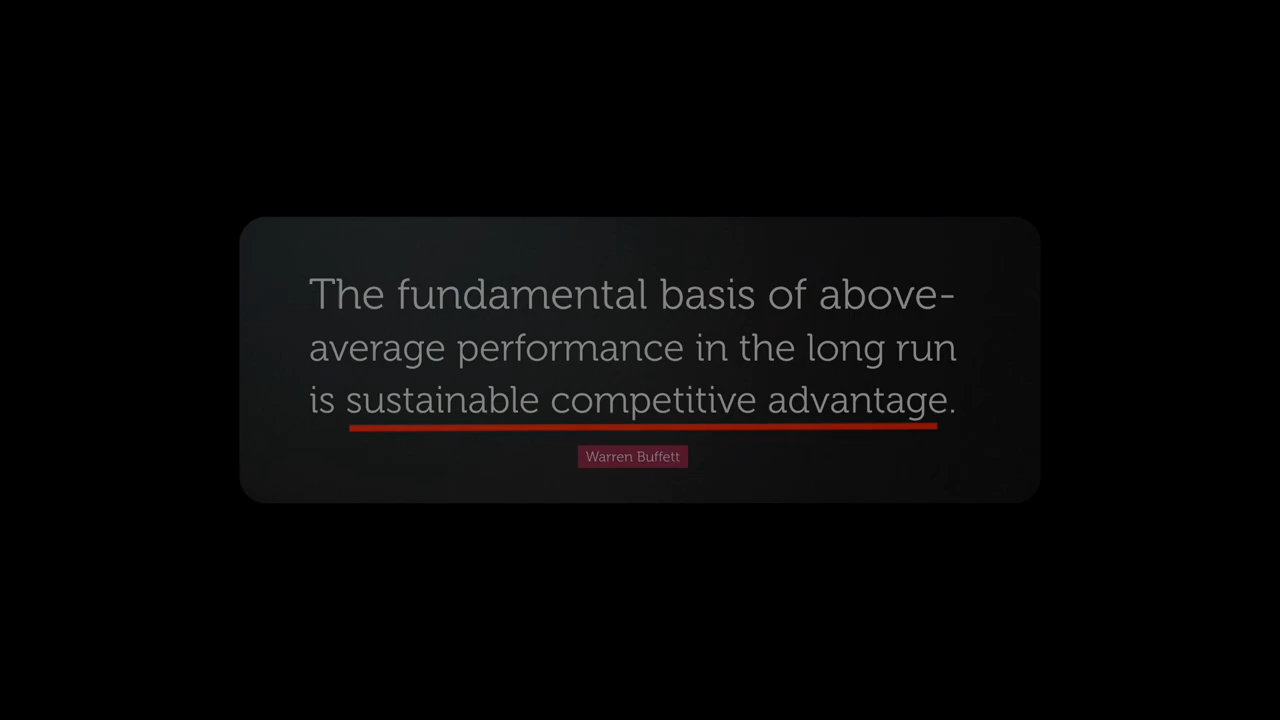 The fundamental basis of above-
average performance in the long run
is sustainable competitive advantage.
Warren Buffett